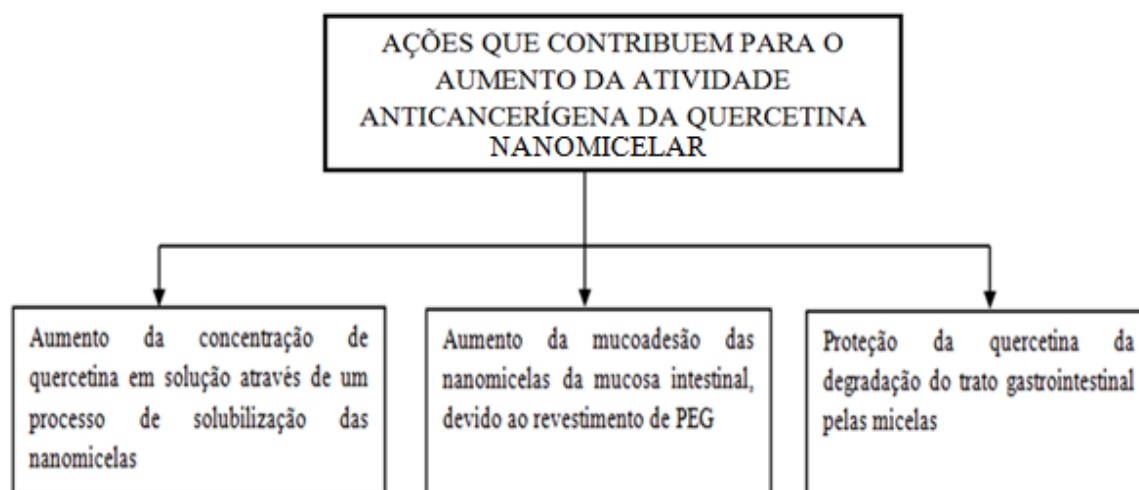 AÇÕES QUE CONTRIBUEM PARA O
AUMENTO DA ATIVIDADE
ANTICANCERÍGENA DA QUERCETINA
NANOMICELAR
Aumento da concentração de
quercetina em solução através de um
processo de solubilização das
nanomicelas
Aumento da mucoadesão das
nanomicelas da mucosa intestinal,
devido ao revestimento de PEG
Proteção da quercetina da
degradação do trato gastrointestinal
pelas micelas